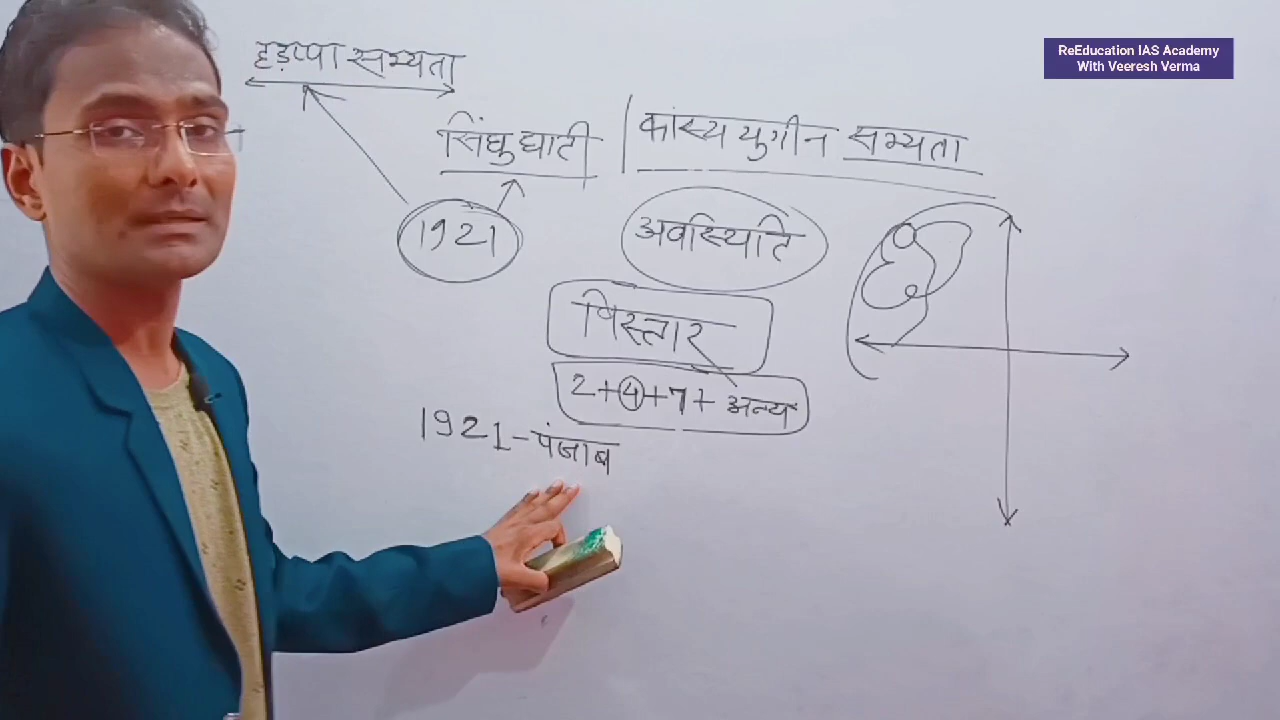 ReEducation IAS Academy
With Veeresh Verma
हड़प्पा सभ्यता
सिंधु घाटी | कांस्य युगीन सभ्यता
1921
अवस्थिति
विस्तार
2+4+7+ अन्य
1921-पंजाब